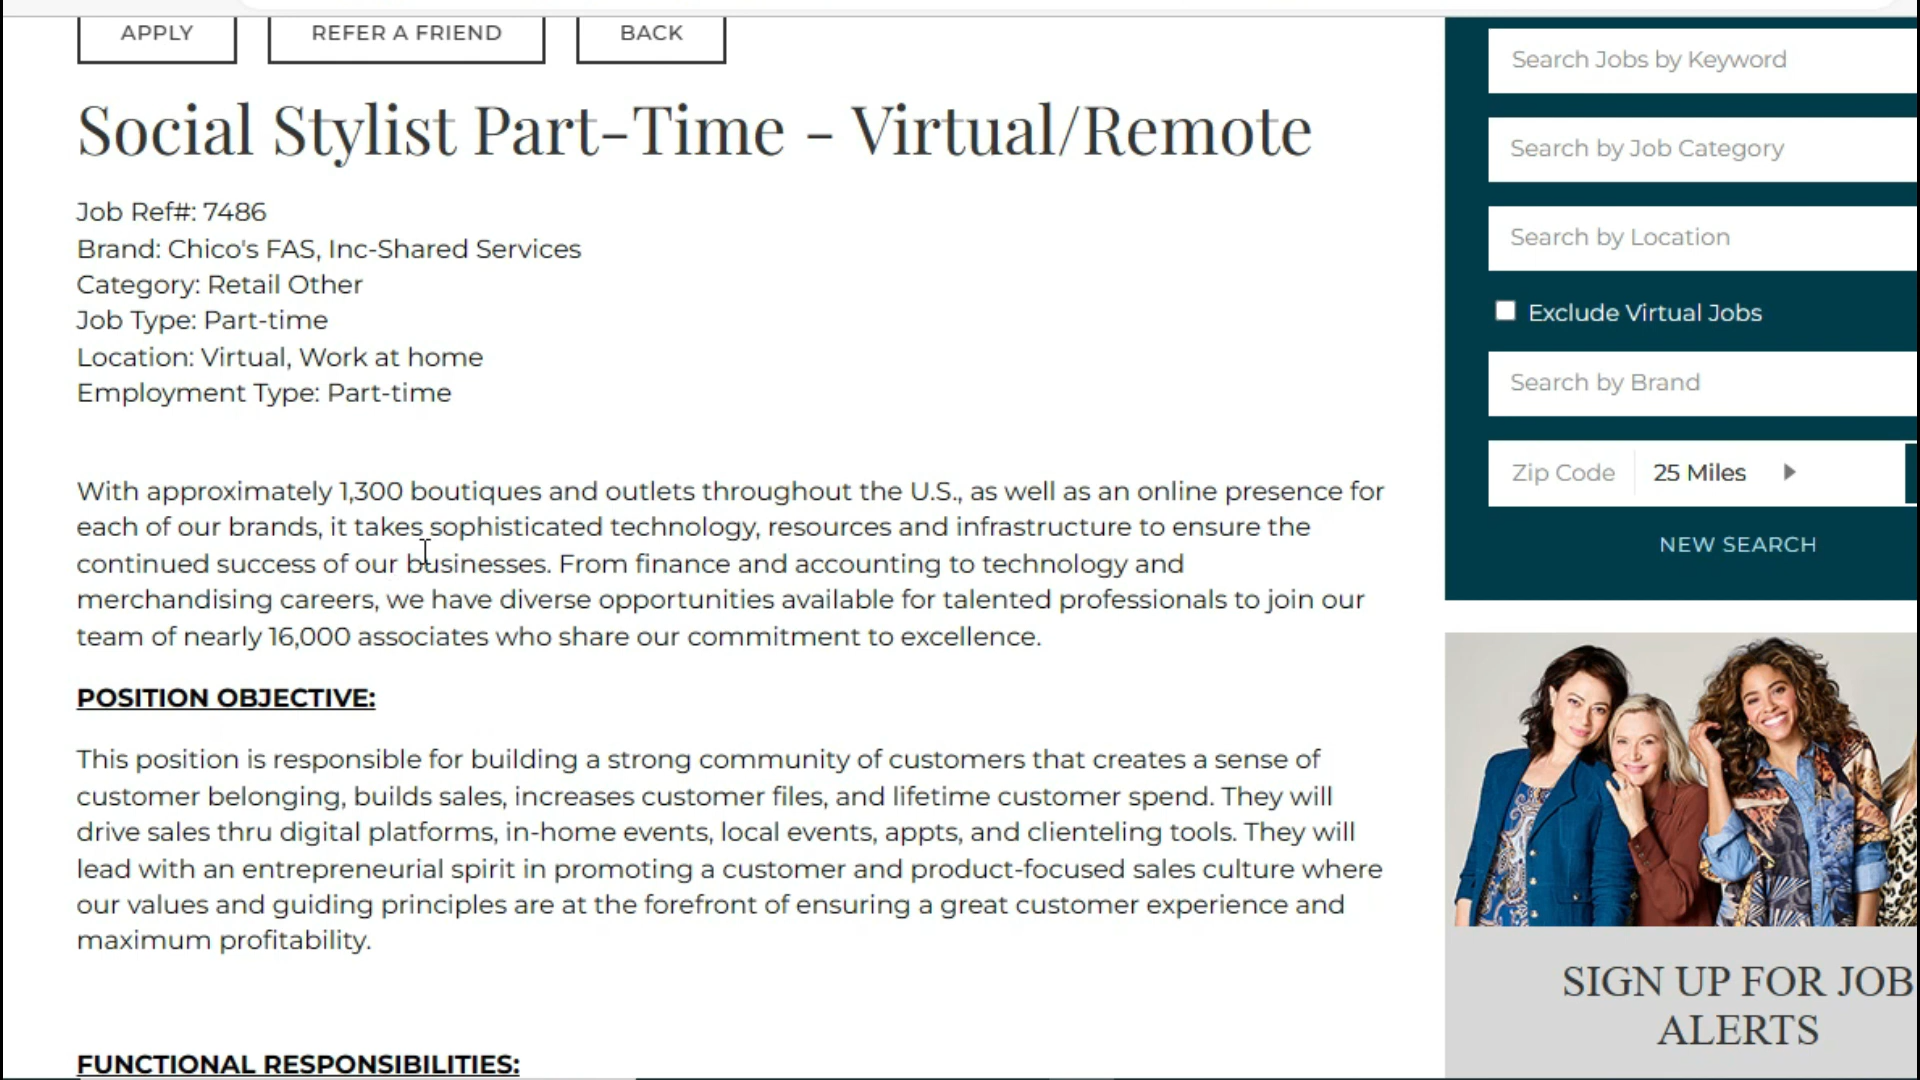 APPLY
REFER A FRIEND
BACK
Social Stylist Part-Time - Virtual/Remote
Job Ref#: 7486
Brand: Chico's FAS, Inc-Shared Services
Category: Retail Other
Job Type: Part-time
Location: Virtual, Work at home
Employment Type: Part-time
With approximately 1,300 boutiques and outlets throughout the U.S., as well as an online presence for
each of our brands, it takes sophisticated technology, resources and infrastructure to ensure the
continued success of our businesses. From finance and accounting to technology and
merchandising careers, we have diverse opportunities available for talented professionals to join our
team of nearly 16,000 associates who share our commitment to excellence.
POSITION OBJECTIVE:
This position is responsible for building a strong community of customers that creates a sense of
customer belonging, builds sales, increases customer files, and lifetime customer spend. They will
drive sales thru digital platforms, in-home events, local events, appts, and clienteling tools. They will
lead with an entrepreneurial spirit in promoting a customer and product-focused sales culture where
our values and guiding principles are at the forefront of ensuring a great customer experience and
maximum profitability.
FUNCTIONAL RESPONSIBILITIES:
Search Jobs by Keyword
Search by Job Category
Search by Location
Exclude Virtual Jobs
Search by Brand
Zip Code
25 Miles
NEW SEARCH
SIGN UP FOR JOB
ALERTS